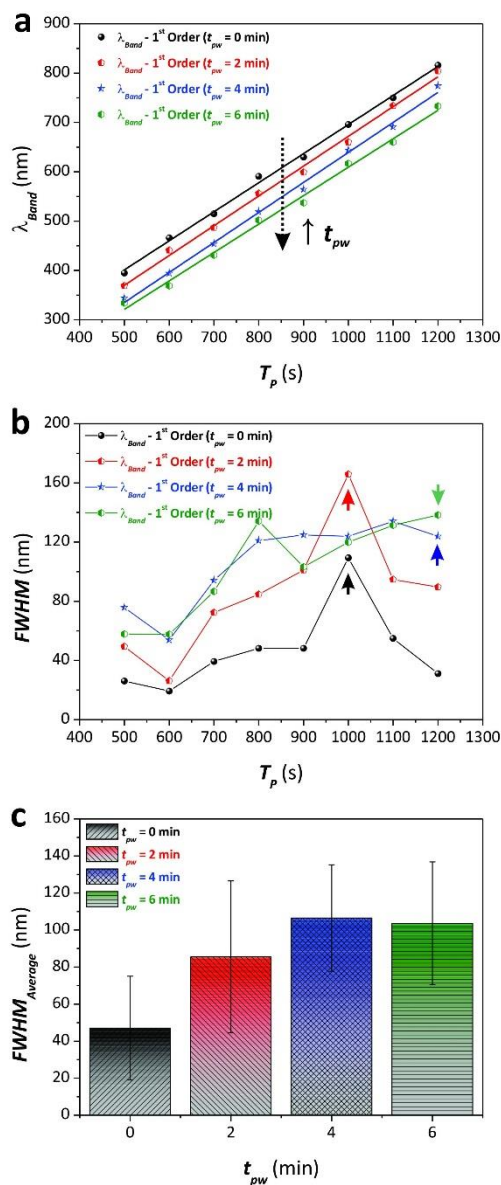 a
900
800
700
600
500
400
300
λBand (nm)
λBand - 1st Order (tpw = 0 min)
λBand - 1st Order (tpw = 2 min)
λBand - 1st Order (tpw = 4 min)
λBand - 1st Order (tpw = 6 min)
↑ tpw
400 500 600 700 800 900 1000 1100 1200 1300
Tp (s)
b
200
160
120
80
40
0
FWHM (nm)
λBand - 1st Order (tpw = 0 min)
λBand - 1st Order (tpw = 2 min)
λBand - 1st Order (tpw = 4 min)
λBand - 1st Order (tpw = 6 min)
400 500 600 700 800 900 1000 1100 1200 1300
Tp (s)
c
160
140
120
100
80
60
40
20
0
FWHMAverage (nm)
tpw = 0 min
tpw = 2 min
tpw = 4 min
tpw = 6 min
0 2 4 6
tpw (min)